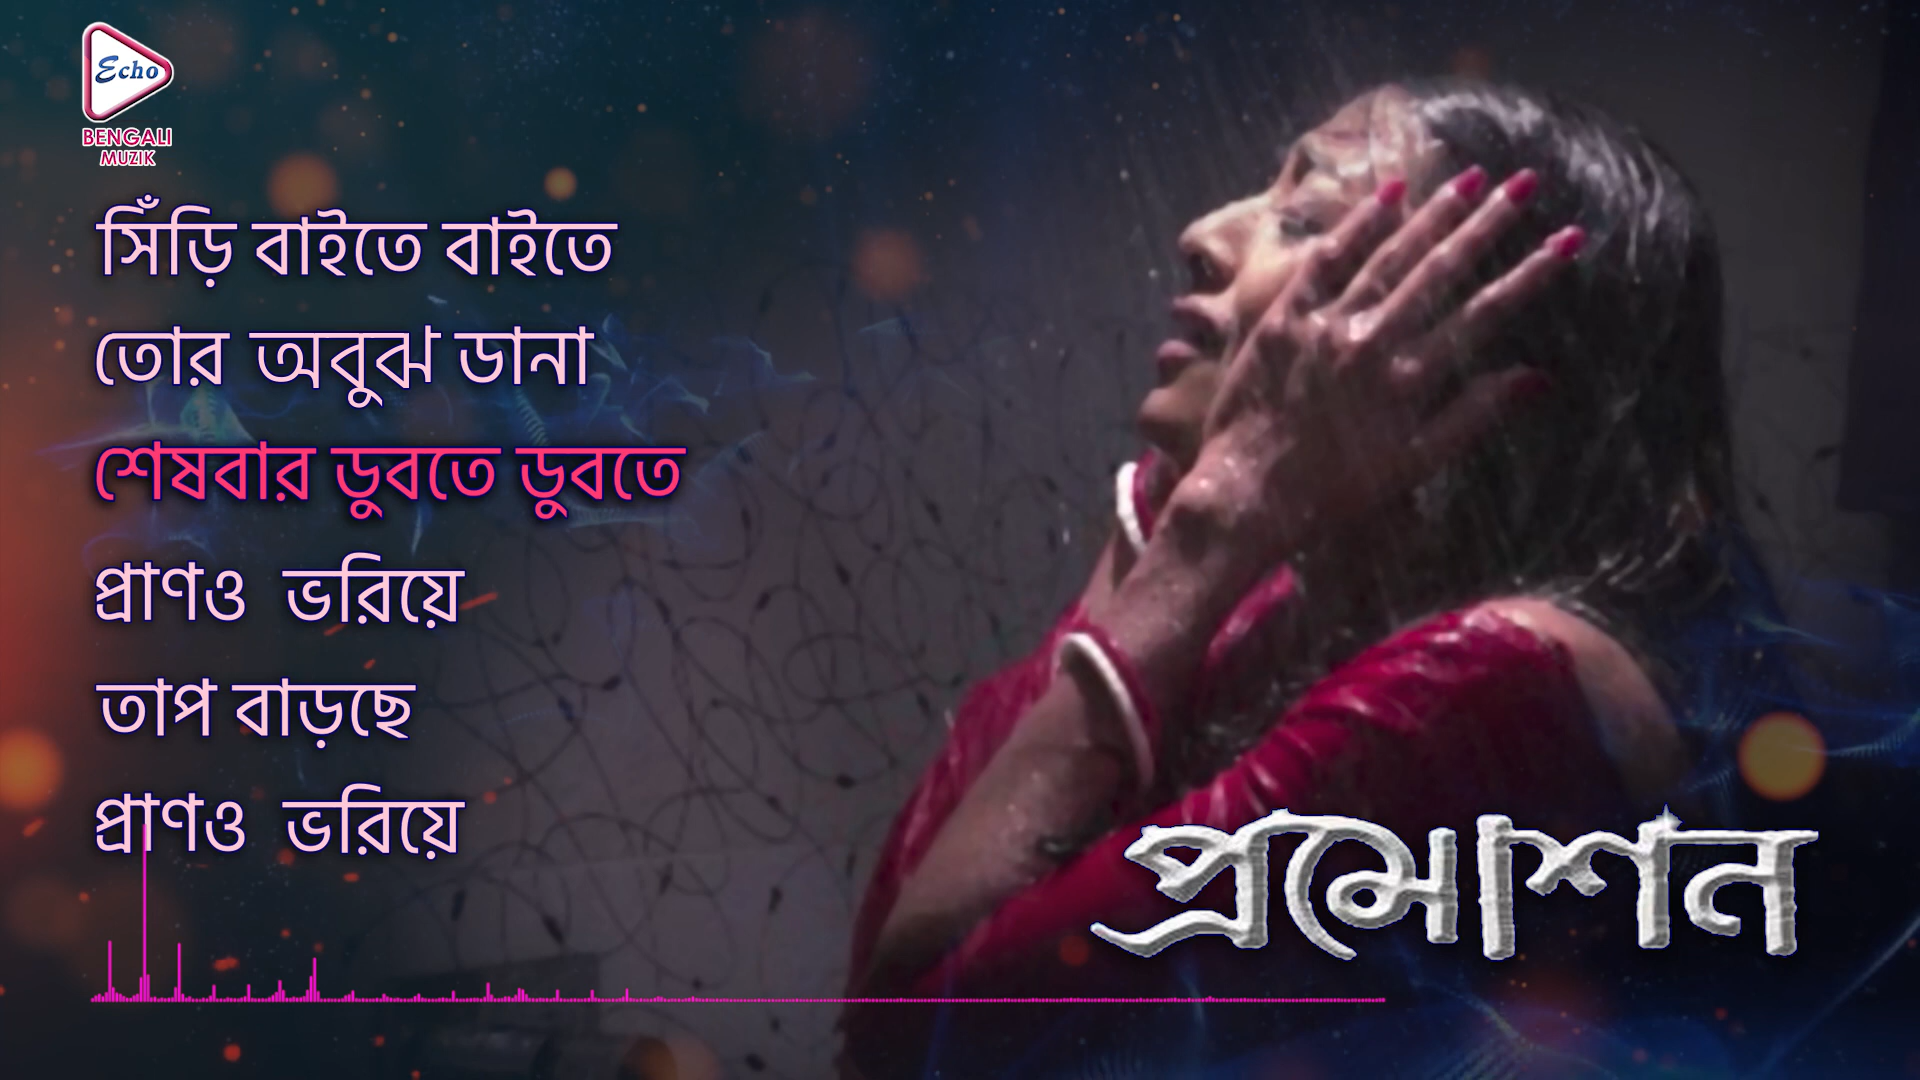 Echo
BENGALI
MUZIK
সিঁড়ি বাইতে বাইতে
তোর অবুঝ ডানা
শেষবার ডুবতে ডুবতে
প্রাণও ভরিয়ে
তাপ বাড়ছে
প্রাণও ভরিয়ে
প্রমোশন